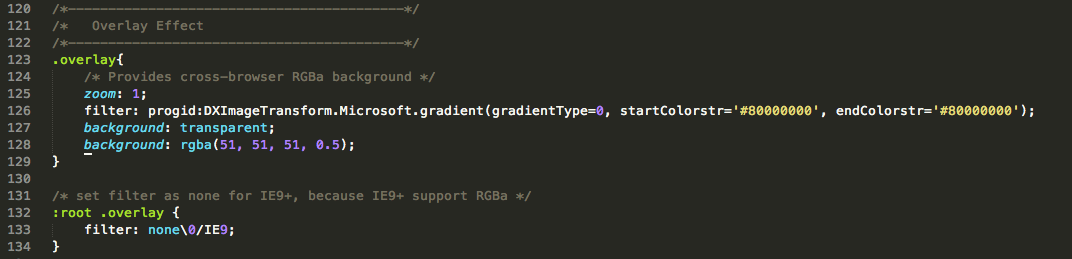 120 /*------------------------------------------*/
121 /*   Overlay Effect
122 /*------------------------------------------*/
123 .overlay{
124     /* Provides cross-browser RGBa background */
125     zoom: 1;
126     filter: progid:DXImageTransform.Microsoft.gradient(gradientType=0, startColorstr='#80000000', endColorstr='#80000000');
127     background: transparent;
128     background: rgba(51, 51, 51, 0.5);
129 }
130
131 /* set filter as none for IE9+, because IE9+ support RGBa */
132 :root .overlay {
133     filter: none\0/IE9;
134 }